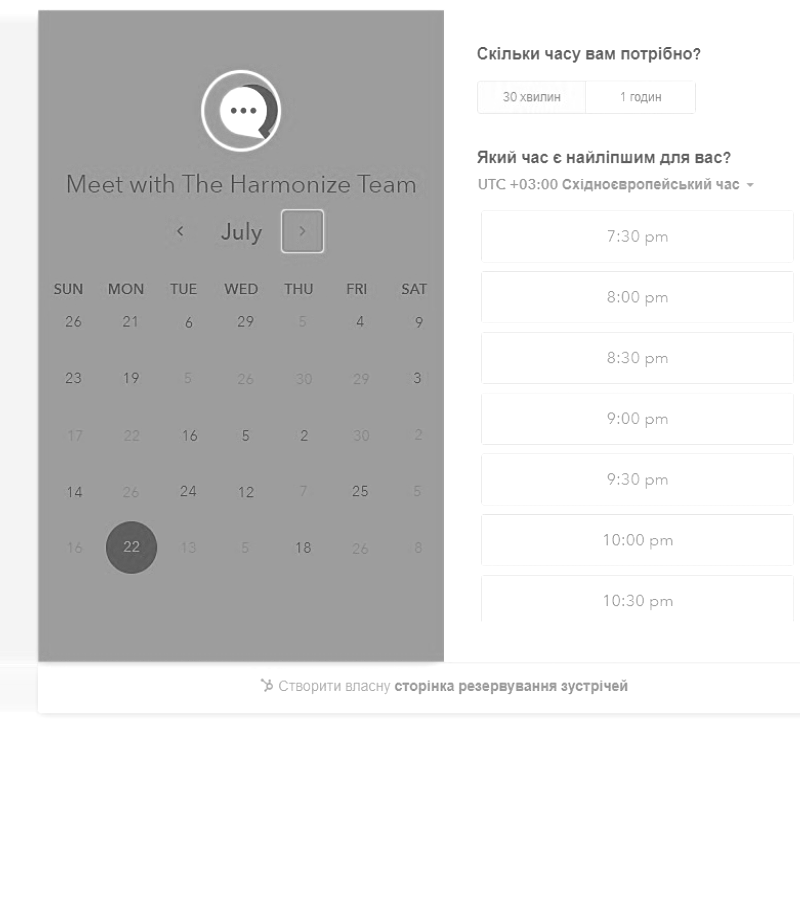 Meet with The Harmonize Team
July
SUN MON TUE WED THU FRI SAT
26 21 6 29 5 4 9
23 19 5 26 30 29 3
17 22 16 5 2 30 2
14 26 24 12 7 25 5
16 22 13 5 18 26 8
Скільки часу вам потрібно?
30 хвилин 1 годин
Який час є найліпшим для вас?
UTC +03:00 Східноєвропейський час
7:30 pm
8:00 pm
8:30 pm
9:00 pm
9:30 pm
10:00 pm
10:30 pm
Створити власну сторінка резервування зустрічей